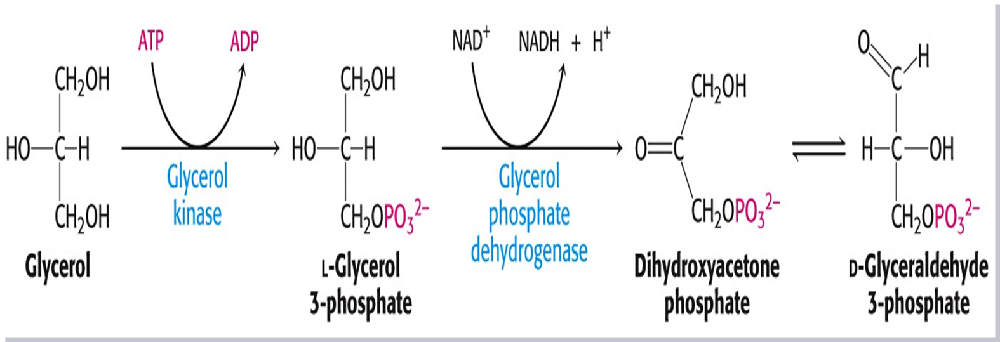 ATP ADP NAD⁺ NADH + H⁺
CH₂OH
HO—C—H
CH₂OH
Glycerol
Glycerol
kinase
CH₂OH
HO—C—H
CH₂OPO₃²⁻
L-Glycerol
3-phosphate
Glycerol
phosphate
dehydrogenase
CH₂OH
O=C
CH₂OPO₃²⁻
Dihydroxyacetone
phosphate
O H
C
H—C—OH
CH₂OPO₃²⁻
D-Glyceraldehyde
3-phosphate